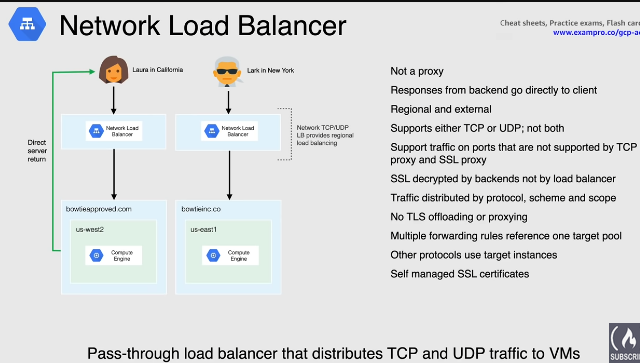 Network Load Balancer
Cheat sheets, Practice exams, Flash
www.exampro.co/
Laura in California
Lark in New York
Network Load
Balancer
Network Load
Balancer
Network TCP/UDP
LB provides regional
load balancing
Direct
server
return
bowtieapproved.com
us-west2
Compute
Engine
bowtieinc.co
us-east1
Compute
Engine
Not a proxy
Responses from backend go directly to client
Regional and external
Supports either TCP or UDP; not both
Support traffic on ports that are not supported by TCP
proxy and SSL proxy
SSL decrypted by backends not by load balancer
Traffic distributed by protocol, scheme and scope
No TLS offloading or proxying
Multiple forwarding rules reference one target pool
Other protocols use target instances
Self managed SSL certificates
Pass-through load balancer that distributes TCP and UDP traffic to VMs
SUBSCRI